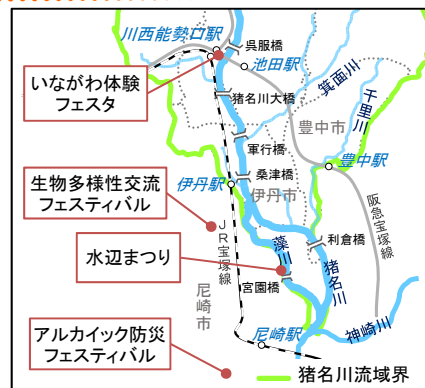 川西能勢口駅
呉服橋
池田駅
いながわ体験
フェスタ
猪名川大橋
箕面川
千里川
豊中市
軍行橋
豊中駅
桑津橋
生物多様性交流
フェスティバル
伊丹駅
伊丹市
阪急宝塚線
JR宝塚線
水辺まつり
藻川
利倉橋
猪名川
宮園橋
尼崎市
神崎川
尼崎駅
アルカイック防災
フェスティバル
猪名川流域界